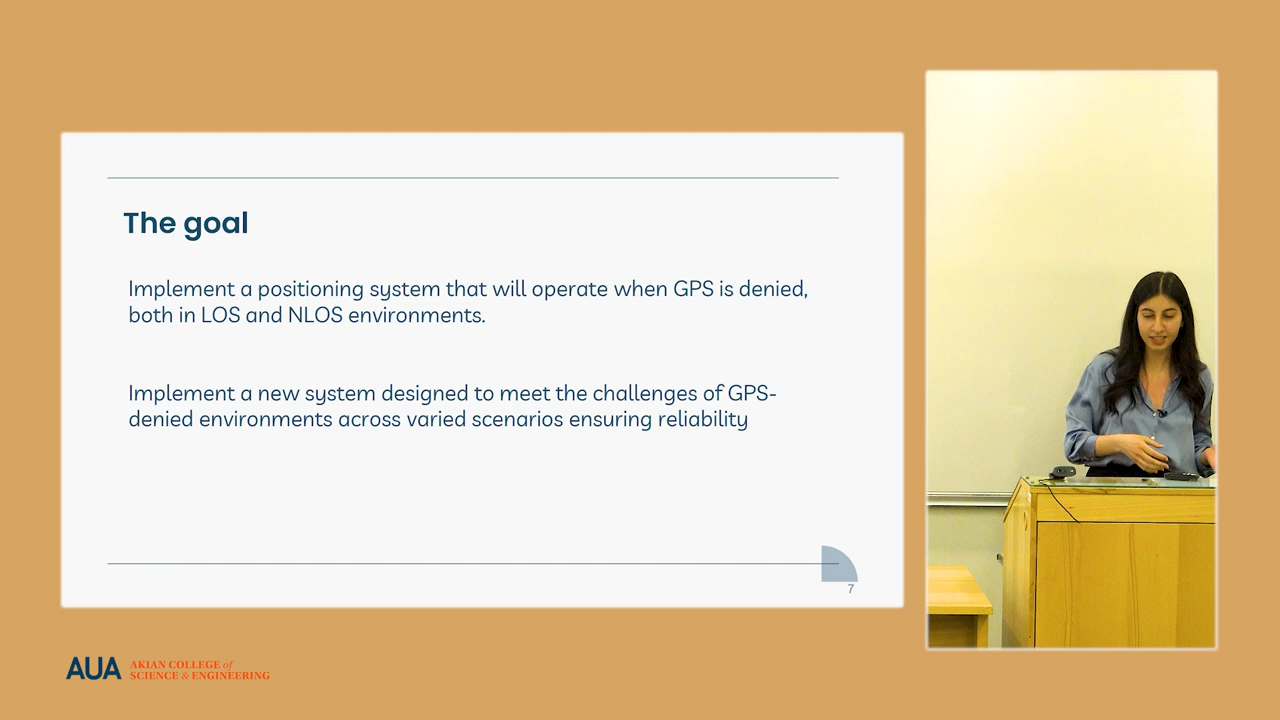 The goal
Implement a positioning system that will operate when GPS is denied,
both in LOS and NLOS environments.
Implement a new system designed to meet the challenges of GPS-
denied environments across varied scenarios ensuring reliability
7
AUA AKIAN COLLEGE of
SCIENCE & ENGINEERING